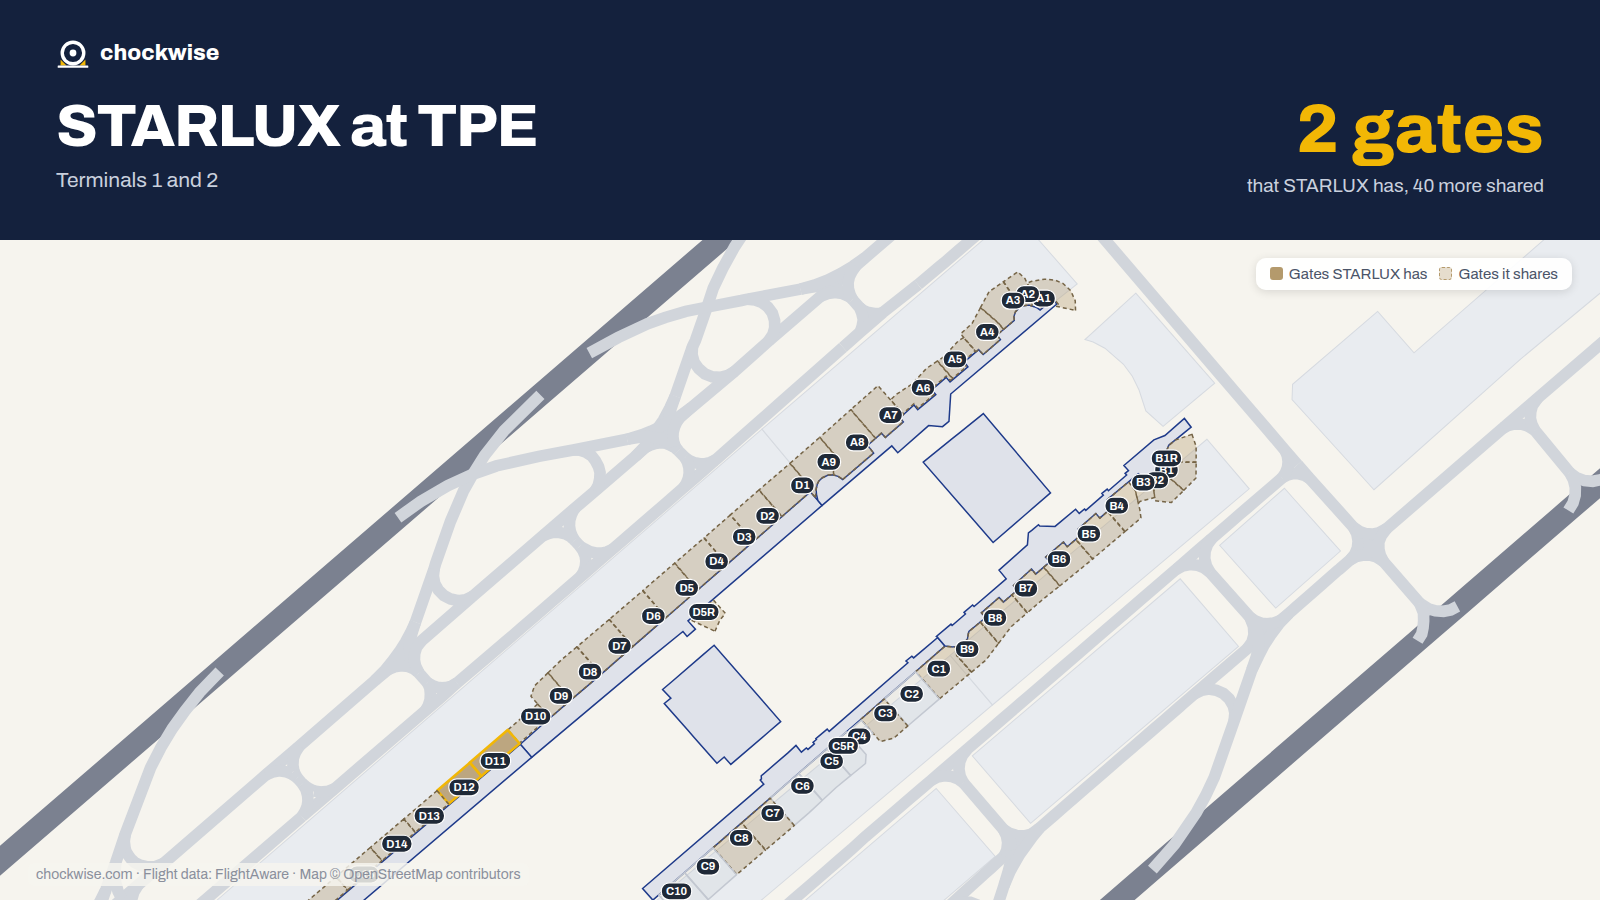 chockwise
STARLUX at TPE
Terminals 1 and 2
2 gates
that STARLUX has, 40 more shared
Gates STARLUX has
Gates it shares
A1
A2
A3
A4
A5
A6
A7
A8
A9
D1
D2
D3
D4
D5
D5R
D6
D7
D8
D9
D10
D11
D12
D13
D14
B1R
B1
B2
B3
B4
B5
B6
B7
B8
B9
C1
C2
C3
C4
C5R
C5
C6
C7
C8
C9
C10
chockwise.com · Flight data: FlightAware · Map © OpenStreetMap contributors